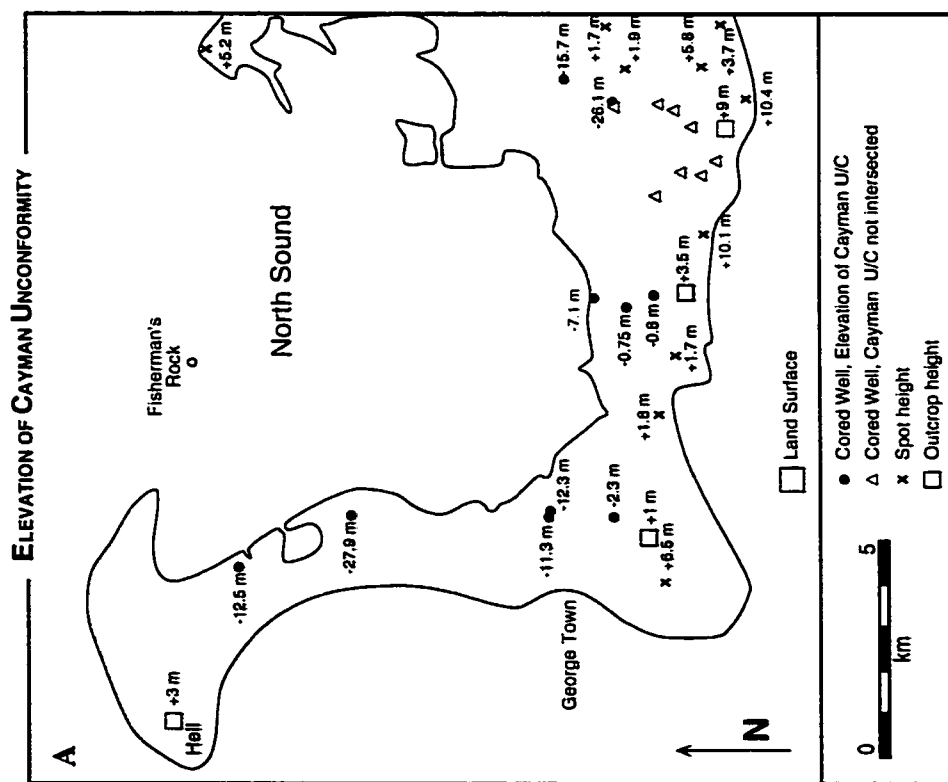 ELEVATION OF CAYMAN UNCONFORMITY
A
+5.2 m
Fisherman's
Rock
North Sound
+3 m
Hell
-12.5 m
-27.9 m
-15.7 m
+1.7 m
+1.9 m
-26.1 m
+5.8 m
+3.7 m
+9 m
+10.4 m
-7.1 m
-0.75 m
-0.8 m
+3.5 m
+10.1 m
+1.7 m
+1.8 m
-12.3 m
-11.3 m
-2.3 m
+1 m
+6.5 m
George Town
N
Land Surface
0 5
km
Cored Well, Elevation of Cayman U/C
Cored Well, Cayman U/C not intersected
x Spot height
Outcrop height